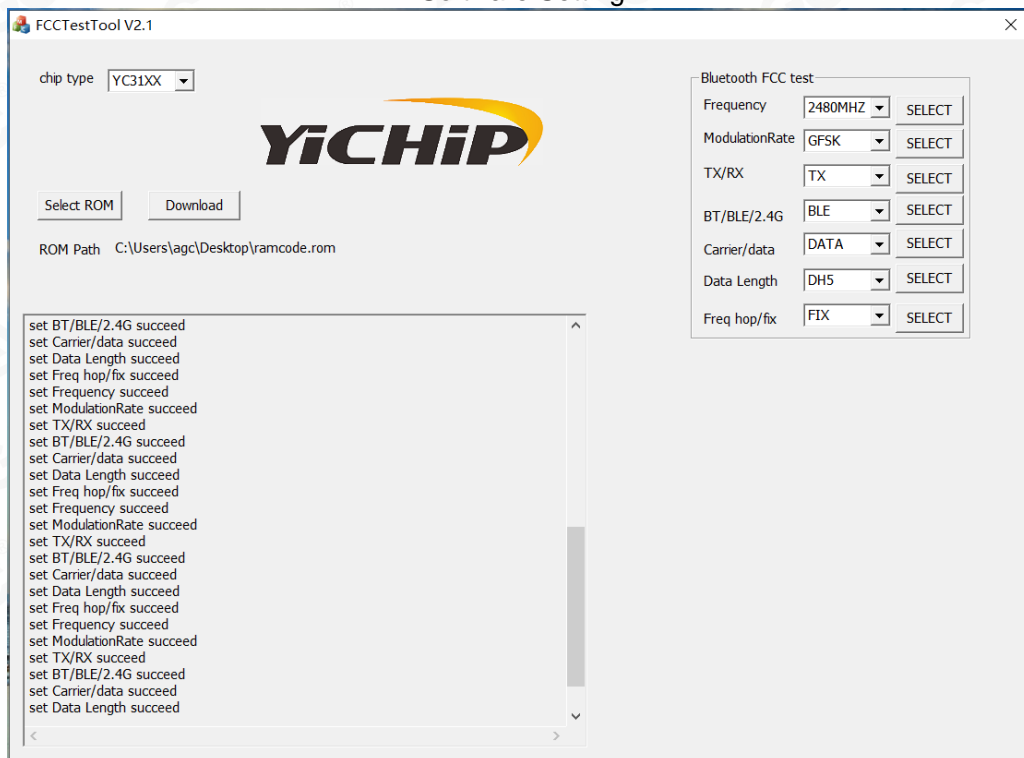 FCCTestTool V2.1
chip type YC31XX
YiCHiP
Select ROM Download
ROM Path C:\Users\agc\Desktop\ramcode.rom
Bluetooth FCC test
Frequency 2480MHZ SELECT
ModulationRate GFSK SELECT
TX/RX TX SELECT
BT/BLE/2.4G BLE SELECT
Carrier/data DATA SELECT
Data Length DH5 SELECT
Freq hop/fix FIX SELECT
set BT/BLE/2.4G succeed
set Carrier/data succeed
set Data Length succeed
set Freq hop/fix succeed
set Frequency succeed
set ModulationRate succeed
set TX/RX succeed
set BT/BLE/2.4G succeed
set Carrier/data succeed
set Data Length succeed
set Freq hop/fix succeed
set Frequency succeed
set ModulationRate succeed
set TX/RX succeed
set BT/BLE/2.4G succeed
set Carrier/data succeed
set Data Length succeed
set Freq hop/fix succeed
set Frequency succeed
set ModulationRate succeed
set TX/RX succeed
set BT/BLE/2.4G succeed
set Carrier/data succeed
set Data Length succeed